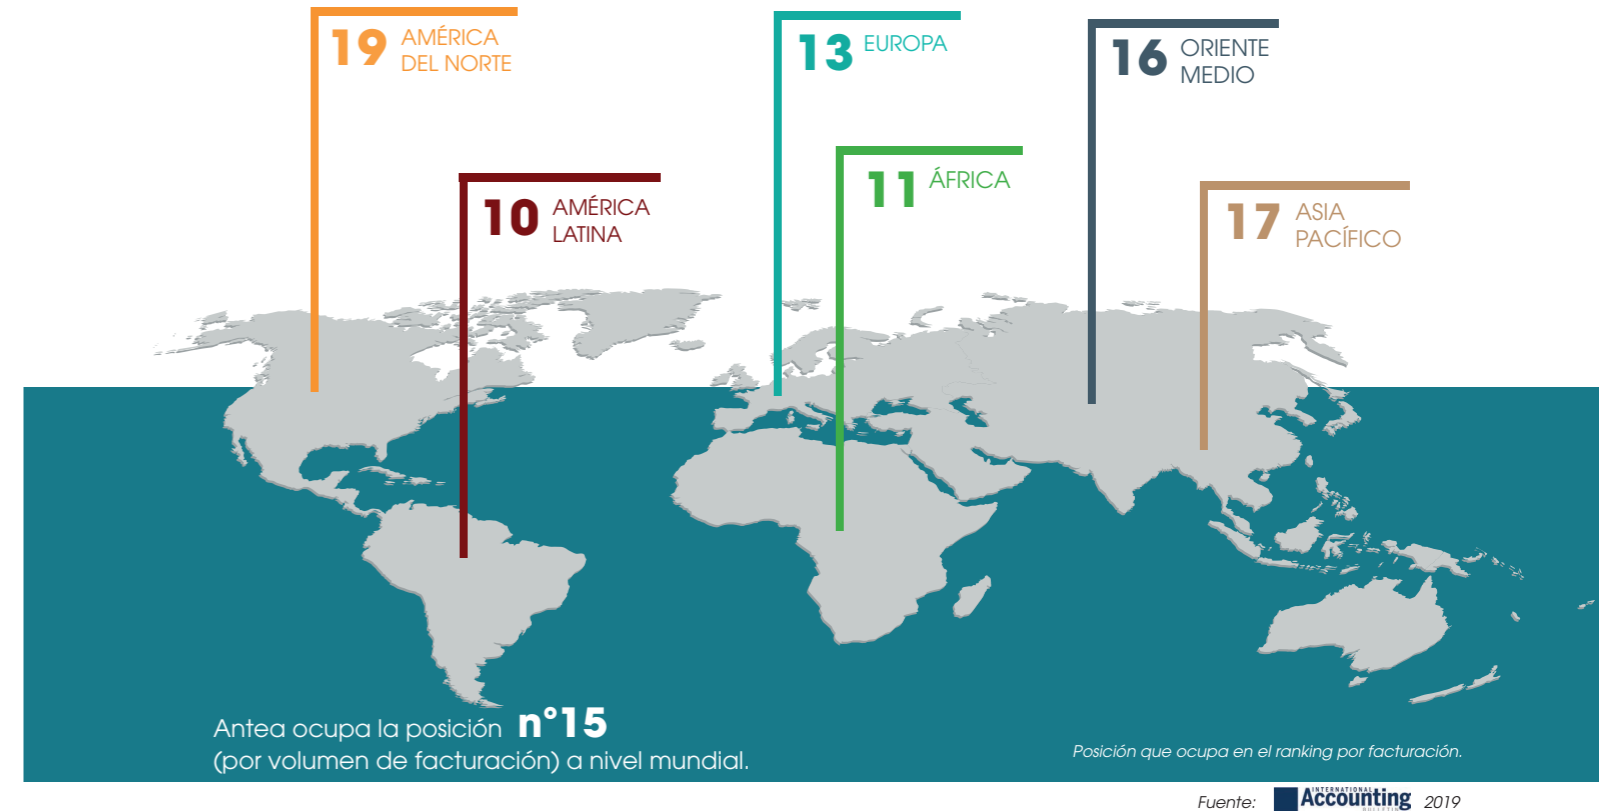 19 AMÉRICA
DEL NORTE
13 EUROPA
16 ORIENTE
MEDIO
10 AMÉRICA
LATINA
11 ÁFRICA
17 ASIA
PACÍFICO
Antea ocupa la posición n°15
(por volumen de facturación) a nivel mundial.
Posición que ocupa en el ranking por facturación.
Fuente: INTERNATIONAL Accounting BULLETIN 2019